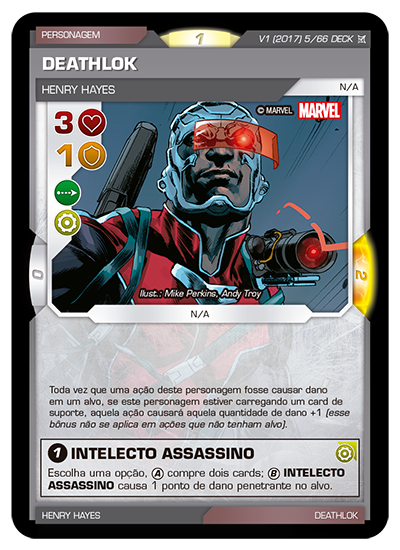 PERSONAGEM
1
V1 (2017) 5/66 DECK
DEATHLOK
HENRY HAYES
N/A
© MARVEL MARVEL
3
1
0
2
Ilust.: Mike Perkins, Andy Troy
N/A
Toda vez que uma ação deste personagem fosse causar dano
em um alvo, se este personagem estiver carregando um card de
suporte, aquela ação causará aquela quantidade de dano +1 (esse
bônus não se aplica em ações que não tenham alvo).
1 INTELECTO ASSASSINO
Escolha uma opção, A compre dois cards; B INTELECTO
ASSASSINO causa 1 ponto de dano penetrante no alvo.
HENRY HAYES
DEATHLOK